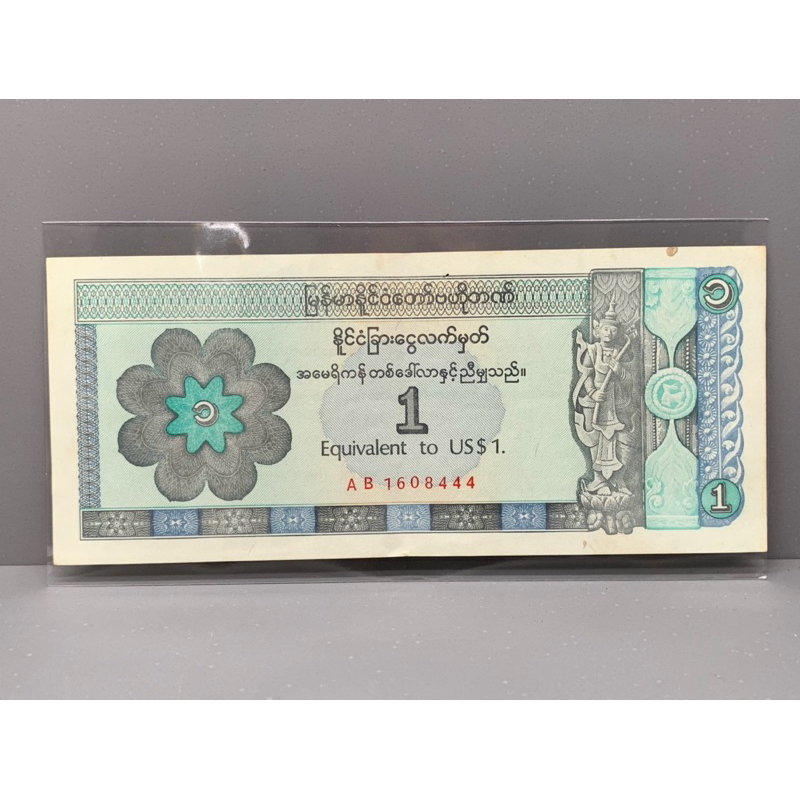 မြန်မာနိုင်ငံတော်ဗဟိုဘဏ်
၁
နိုင်ငံခြားငွေလက်မှတ်
အမေရိကန် တစ်ဒေါ်လာနှင့်ညီမျှသည်။
၁
1
Equivalent to US$ 1.
AB 1608444
1